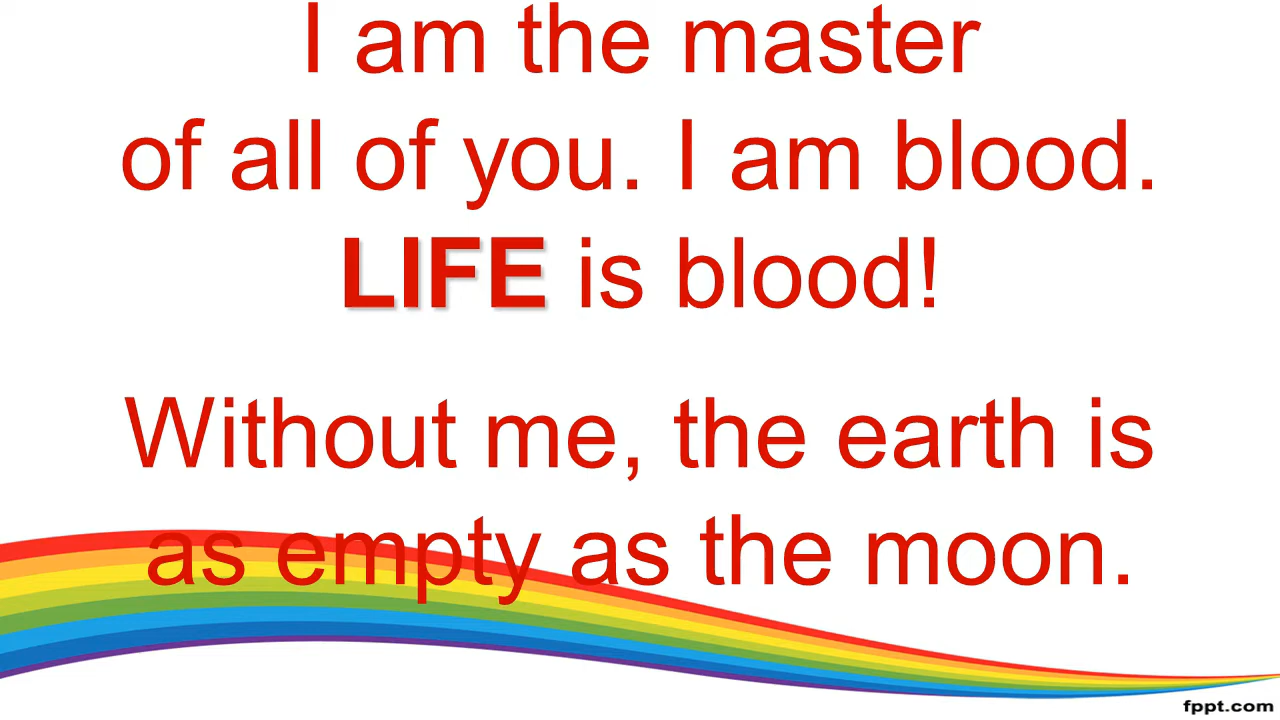 I am the master
of all of you. I am blood.
LIFE is blood!
Without me, the earth is
as empty as the moon.
fppt.com